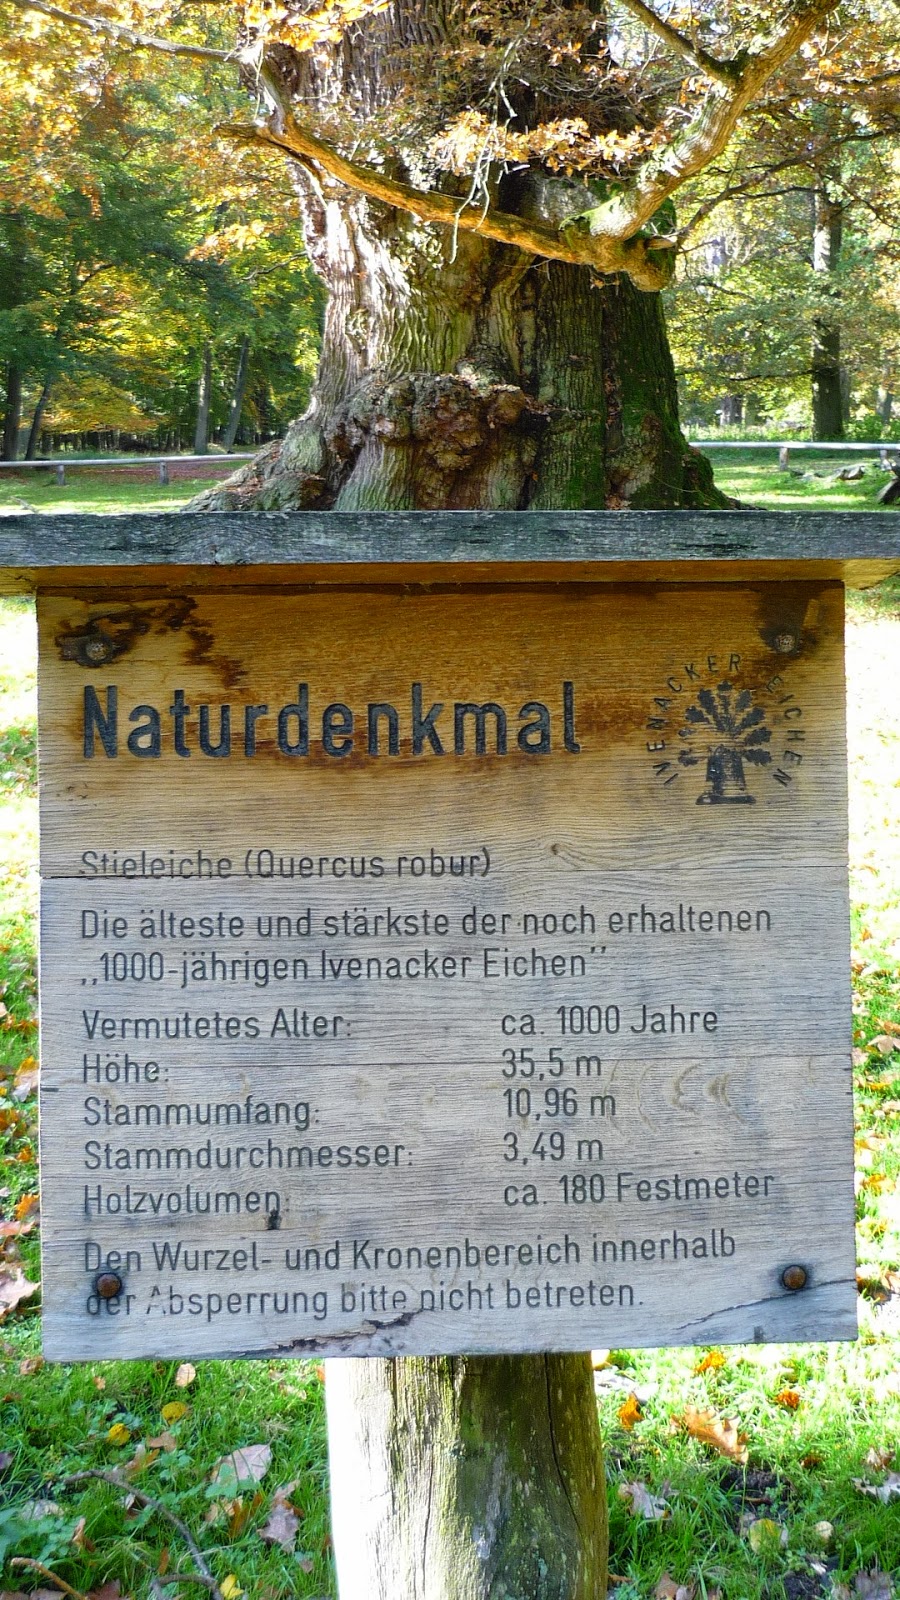 Naturdenkmal
IVENACKER EICHEN
Stieleiche (Quercus robur)
Die älteste und stärkste der noch erhaltenen
,,1000-jährigen Ivenacker Eichen''
Vermutetes Alter: ca. 1000 Jahre
Höhe: 35,5 m
Stammumfang: 10,96 m
Stammdurchmesser: 3,49 m
Holzvolumen: ca. 180 Festmeter
Den Wurzel- und Kronenbereich innerhalb
der Absperrung bitte nicht betreten.